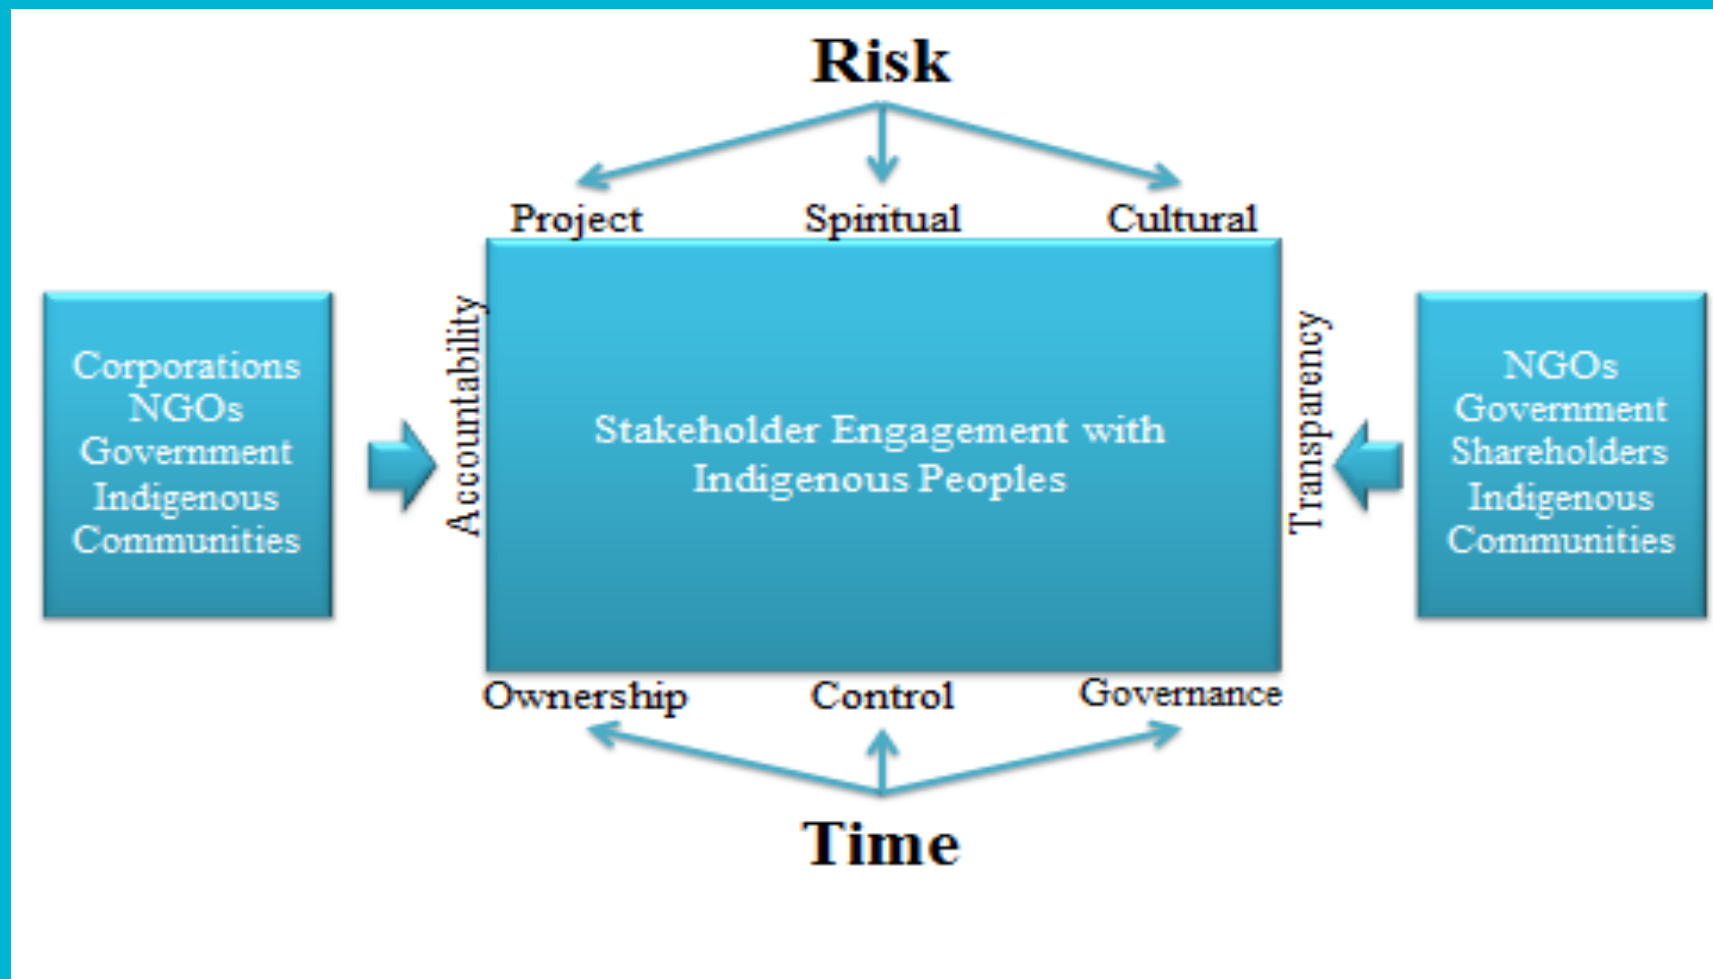 Risk
Project Spiritual Cultural
Accountability
Transparency
Corporations
NGOs
Government
Indigenous
Communities
Stakeholder Engagement with
Indigenous Peoples
NGOs
Government
Shareholders
Indigenous
Communities
Ownership Control Governance
Time